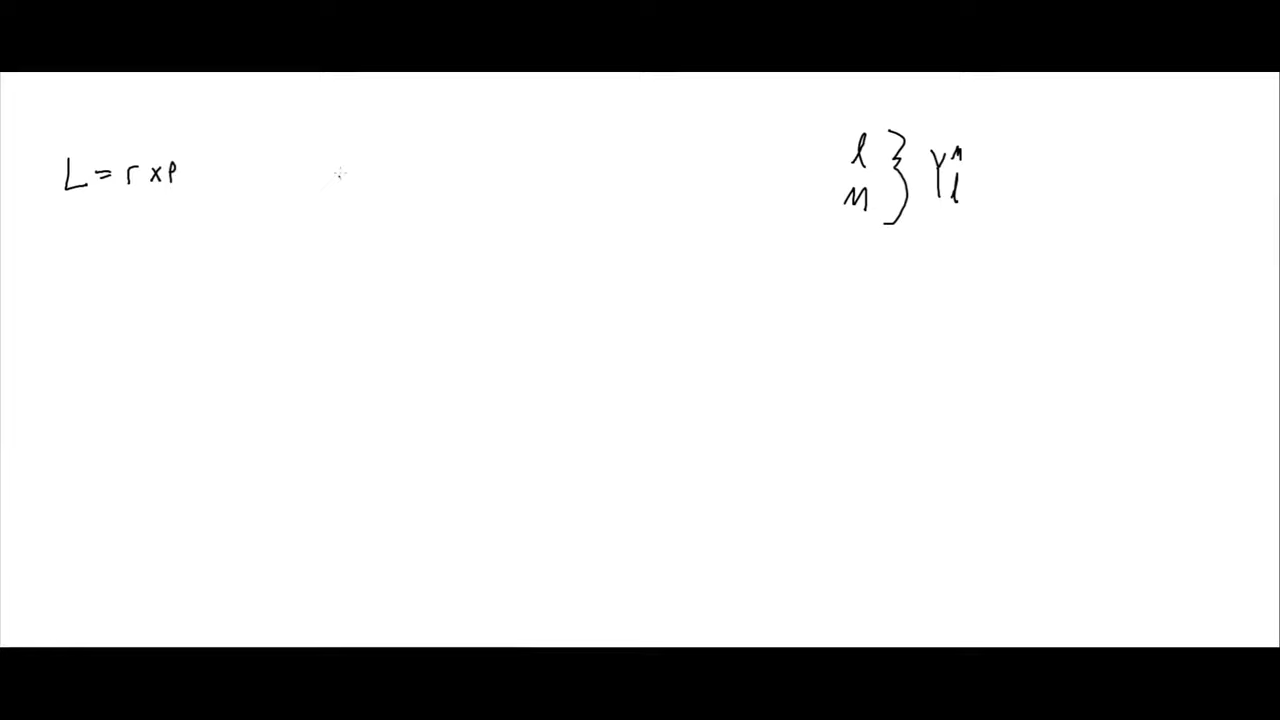 L = r × p
l
m } Y_l^m